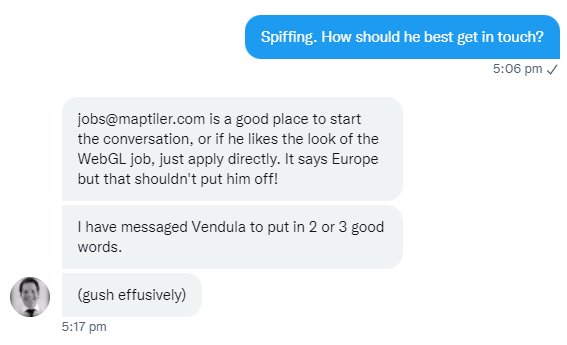 Spiffing. How should he best get in touch?
5:06 pm ✓
jobs@maptiler.com is a good place to start
the conversation, or if he likes the look of the
WebGL job, just apply directly. It says Europe
but that shouldn't put him off!
I have messaged Vendula to put in 2 or 3 good
words.
(gush effusively)
5:17 pm